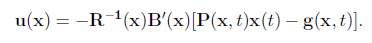 u(x) = −R⁻¹(x)B′(x)[P(x, t)x(t) − g(x, t)].